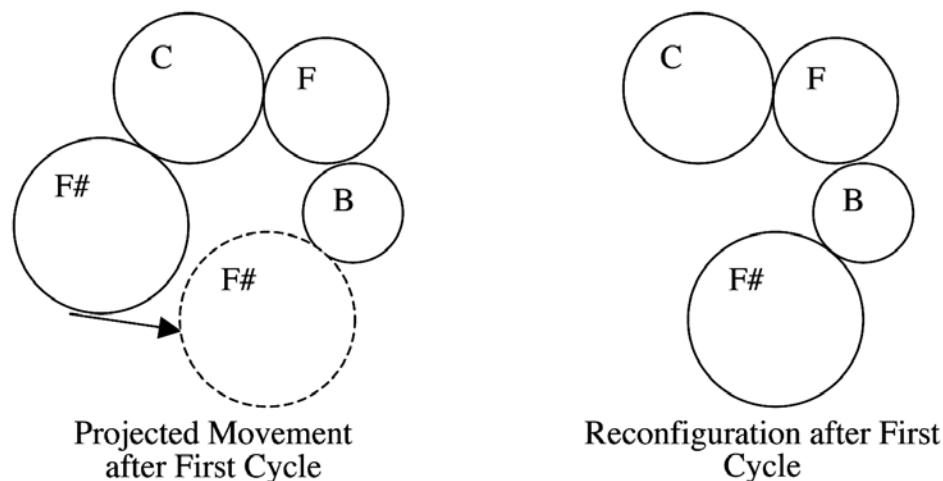 C
F
F#
B
F#
Projected Movement
after First Cycle
C
F
B
F#
Reconfiguration after First
Cycle